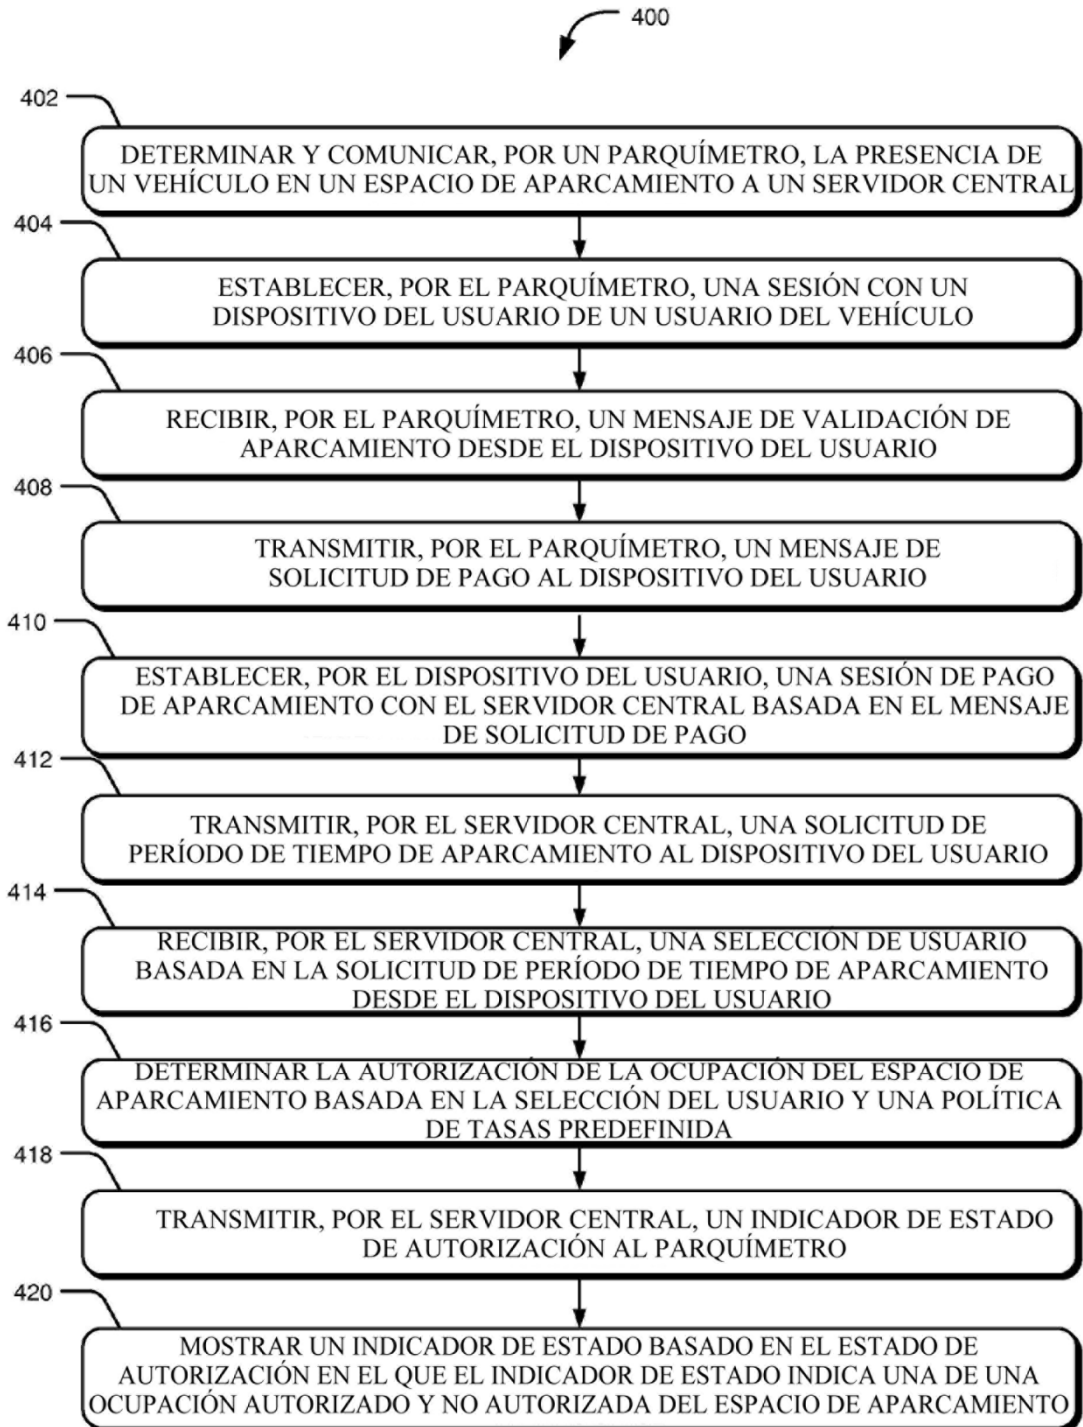 400
402
DETERMINAR Y COMUNICAR, POR UN PARQUÍMETRO, LA PRESENCIA DE
UN VEHÍCULO EN UN ESPACIO DE APARCAMIENTO A UN SERVIDOR CENTRAL
404
ESTABLECER, POR EL PARQUÍMETRO, UNA SESIÓN CON UN
DISPOSITIVO DEL USUARIO DE UN USUARIO DEL VEHÍCULO
406
RECIBIR, POR EL PARQUÍMETRO, UN MENSAJE DE VALIDACIÓN DE
APARCAMIENTO DESDE EL DISPOSITIVO DEL USUARIO
408
TRANSMITIR, POR EL PARQUÍMETRO, UN MENSAJE DE
SOLICITUD DE PAGO AL DISPOSITIVO DEL USUARIO
410
ESTABLECER, POR EL DISPOSITIVO DEL USUARIO, UNA SESIÓN DE PAGO
DE APARCAMIENTO CON EL SERVIDOR CENTRAL BASADA EN EL MENSAJE
DE SOLICITUD DE PAGO
412
TRANSMITIR, POR EL SERVIDOR CENTRAL, UNA SOLICITUD DE
PERÍODO DE TIEMPO DE APARCAMIENTO AL DISPOSITIVO DEL USUARIO
414
RECIBIR, POR EL SERVIDOR CENTRAL, UNA SELECCIÓN DE USUARIO
BASADA EN LA SOLICITUD DE PERÍODO DE TIEMPO DE APARCAMIENTO
DESDE EL DISPOSITIVO DEL USUARIO
416
DETERMINAR LA AUTORIZACIÓN DE LA OCUPACIÓN DEL ESPACIO DE
APARCAMIENTO BASADA EN LA SELECCIÓN DEL USUARIO Y UNA POLÍTICA
DE TASAS PREDEFINIDA
418
TRANSMITIR, POR EL SERVIDOR CENTRAL, UN INDICADOR DE ESTADO
DE AUTORIZACIÓN AL PARQUÍMETRO
420
MOSTRAR UN INDICADOR DE ESTADO BASADO EN EL ESTADO DE
AUTORIZACIÓN EN EL QUE EL INDICADOR DE ESTADO INDICA UNA DE UNA
OCUPACIÓN AUTORIZADO Y NO AUTORIZADA DEL ESPACIO DE APARCAMIENTO